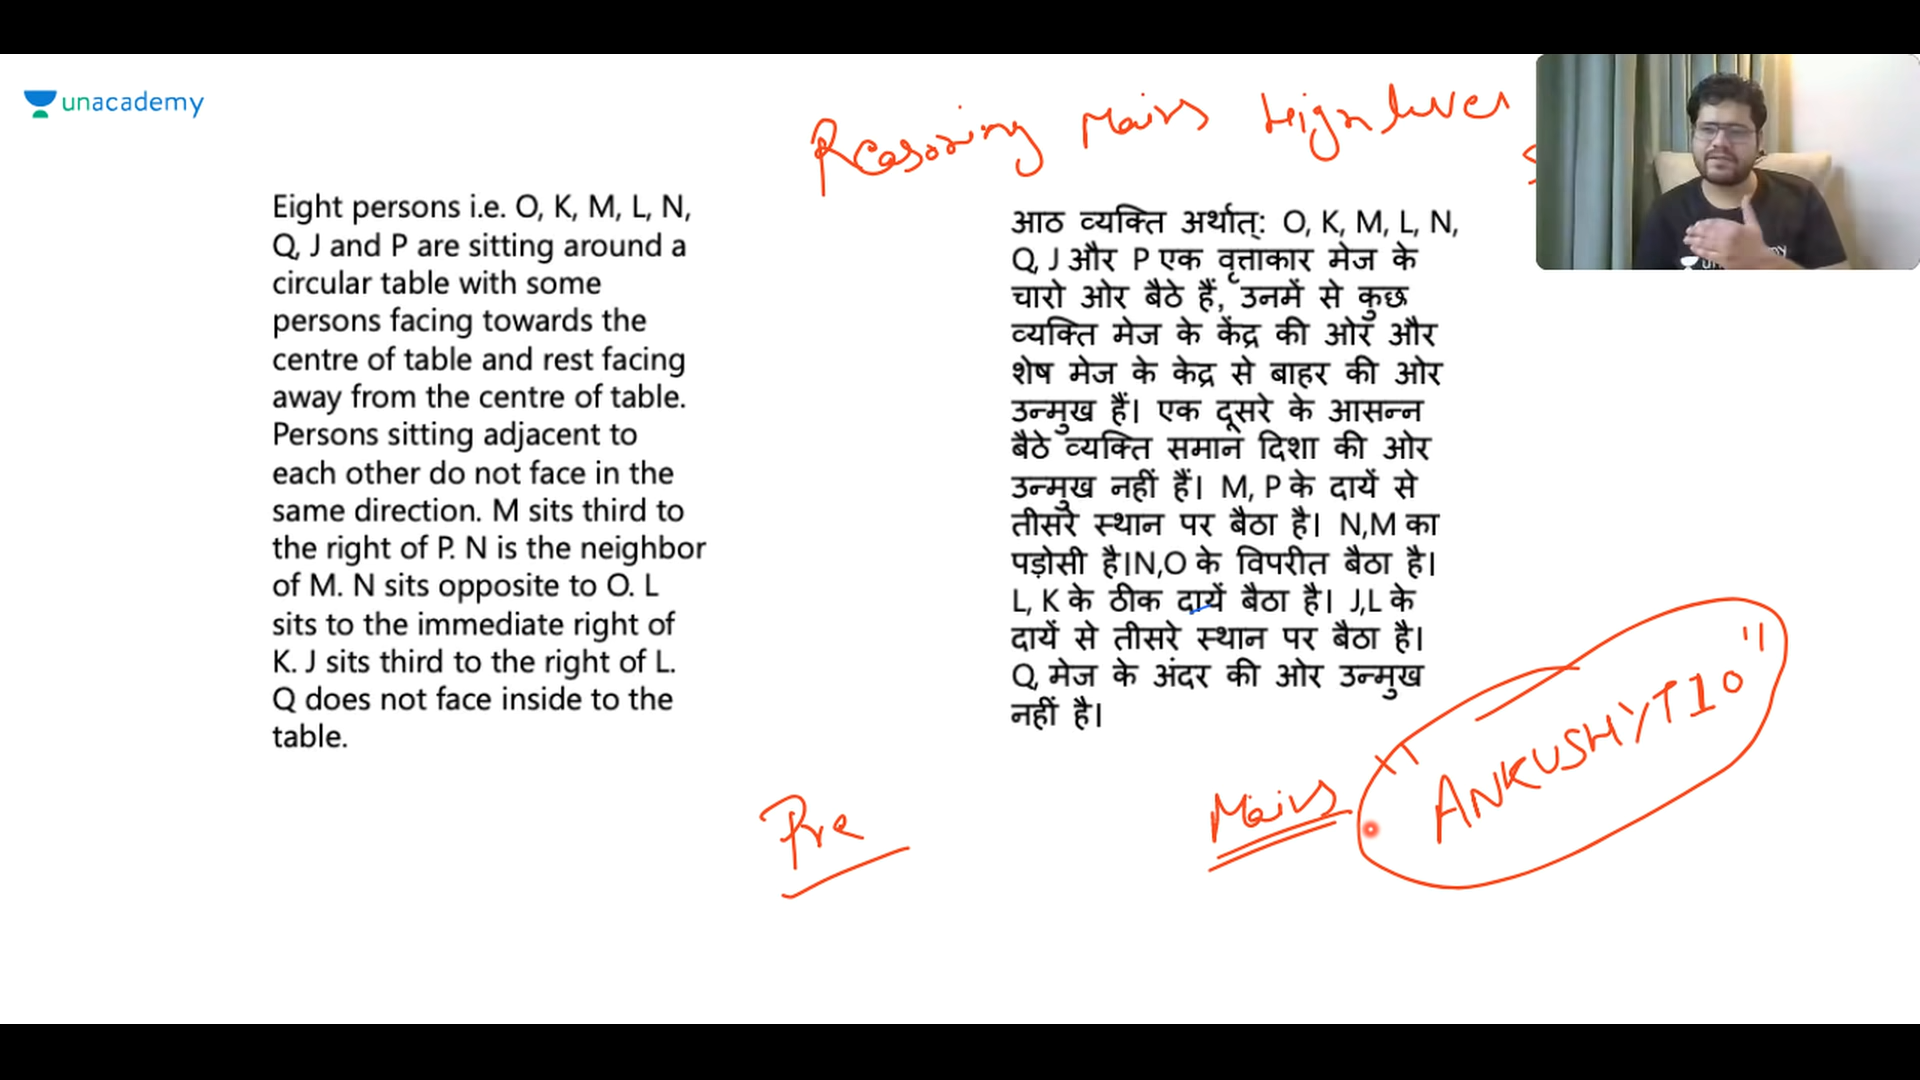 unacademy
Reasoning Mains High level
Eight persons i.e. O, K, M, L, N,
Q, J and P are sitting around a
circular table with some
persons facing towards the
centre of table and rest facing
away from the centre of table.
Persons sitting adjacent to
each other do not face in the
same direction. M sits third to
the right of P. N is the neighbor
of M. N sits opposite to O. L
sits to the immediate right of
K. J sits third to the right of L.
Q does not face inside to the
table.
आठ व्यक्ति अर्थात्: O, K, M, L, N,
Q, J और P एक वृत्ताकार मेज के
चारो ओर बैठे हैं, उनमें से कुछ
व्यक्ति मेज के केंद्र की ओर और
शेष मेज के केद्र से बाहर की ओर
उन्मुख हैं। एक दूसरे के आसन्न
बैठे व्यक्ति समान दिशा की ओर
उन्मुख नहीं हैं। M, P के दायें से
तीसरे स्थान पर बैठा है। N,M का
पड़ोसी है।N,O के विपरीत बैठा है।
L, K के ठीक दायें बैठा है। J,L के
दायें से तीसरे स्थान पर बैठा है।
Q, मेज के अंदर की ओर उन्मुख
नहीं है।
Pre
Mains
"ANKUSHYT10"